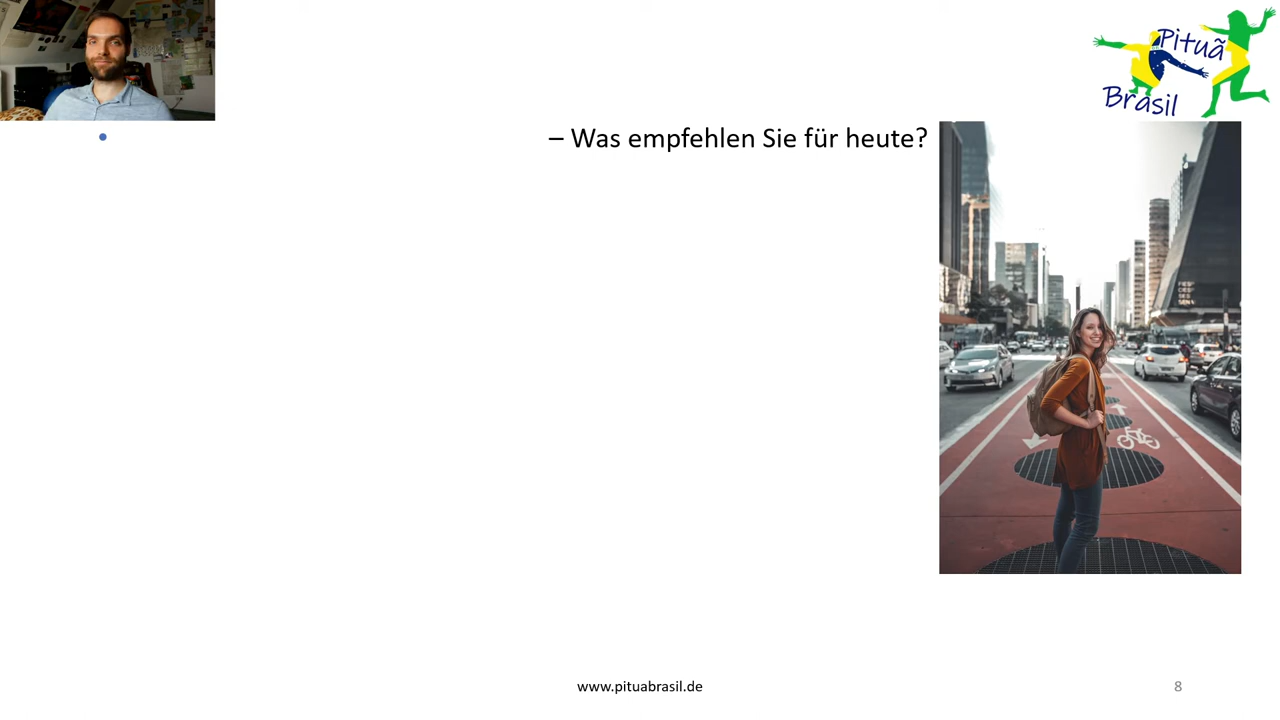 Pituã
Brasil
– Was empfehlen Sie für heute?
www.pituabrasil.de
8